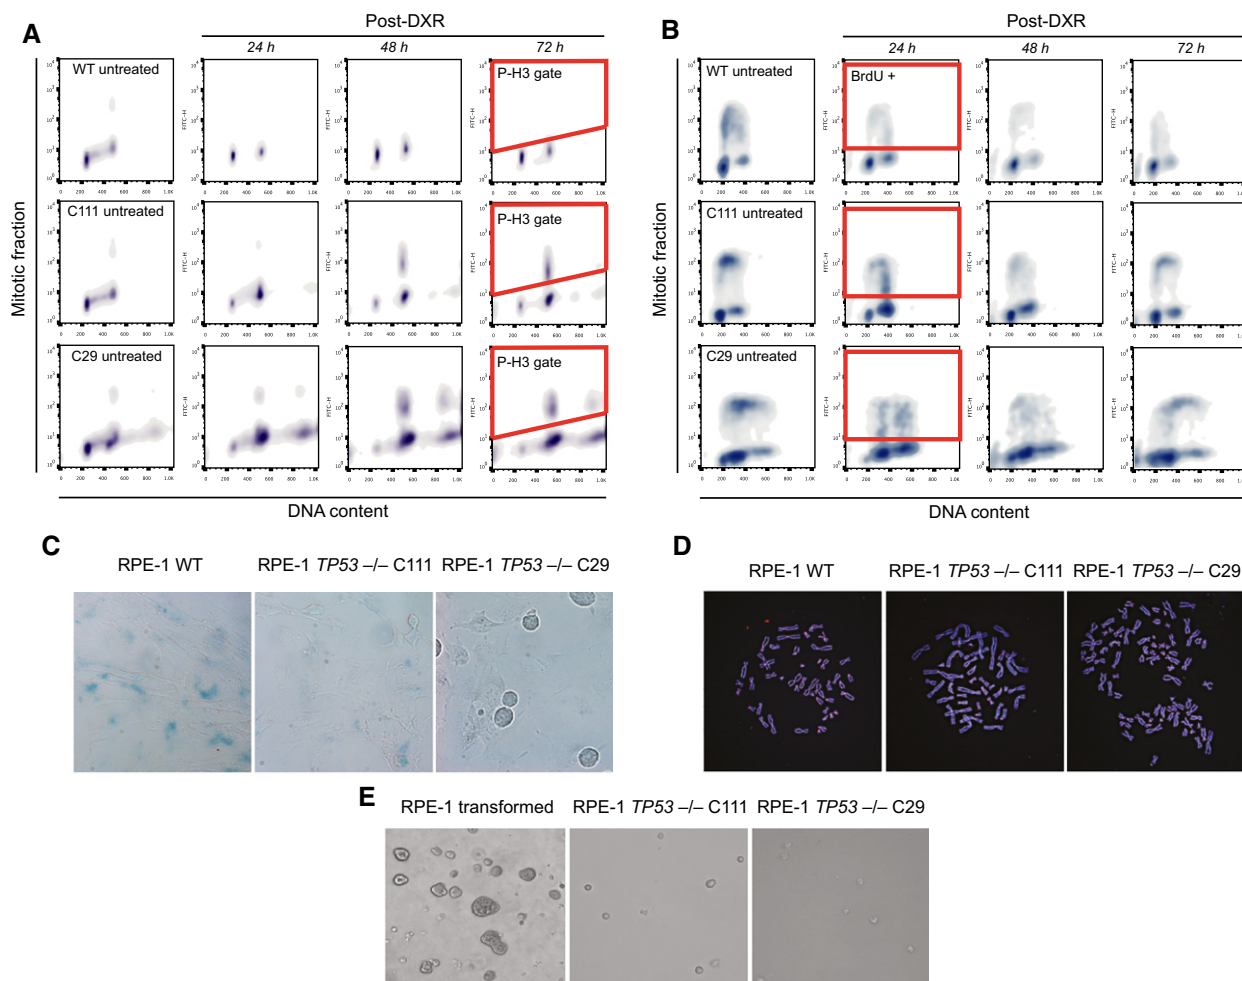 A
Post-DXR
24 h
48 h
72 h
WT untreated
P-H3 gate
C111 untreated
P-H3 gate
C29 untreated
P-H3 gate
Mitotic fraction
FITC-H
DNA content
B
Post-DXR
24 h
48 h
72 h
WT untreated
BrdU +
C111 untreated
C29 untreated
Mitotic fraction
FITC-H
DNA content
C
RPE-1 WT
RPE-1 TP53 –/– C111
RPE-1 TP53 –/– C29
D
RPE-1 WT
RPE-1 TP53 –/– C111
RPE-1 TP53 –/– C29
E
RPE-1 transformed
RPE-1 TP53 –/– C111
RPE-1 TP53 –/– C29